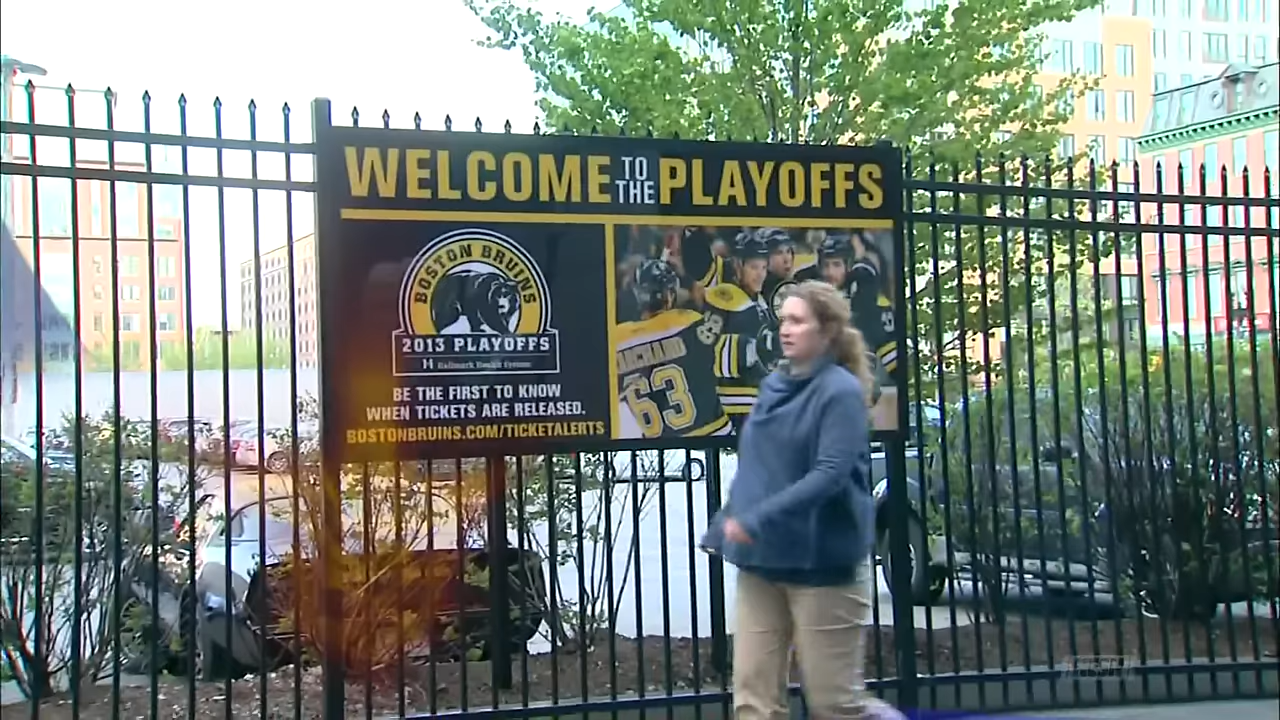 WELCOME TO THE PLAYOFFS
BOSTON BRUINS
2013 PLAYOFFS
BE THE FIRST TO KNOW
WHEN TICKETS ARE RELEASED.
BOSTONBRUINS.COM/TICKETALERTS
MARCHAND
63